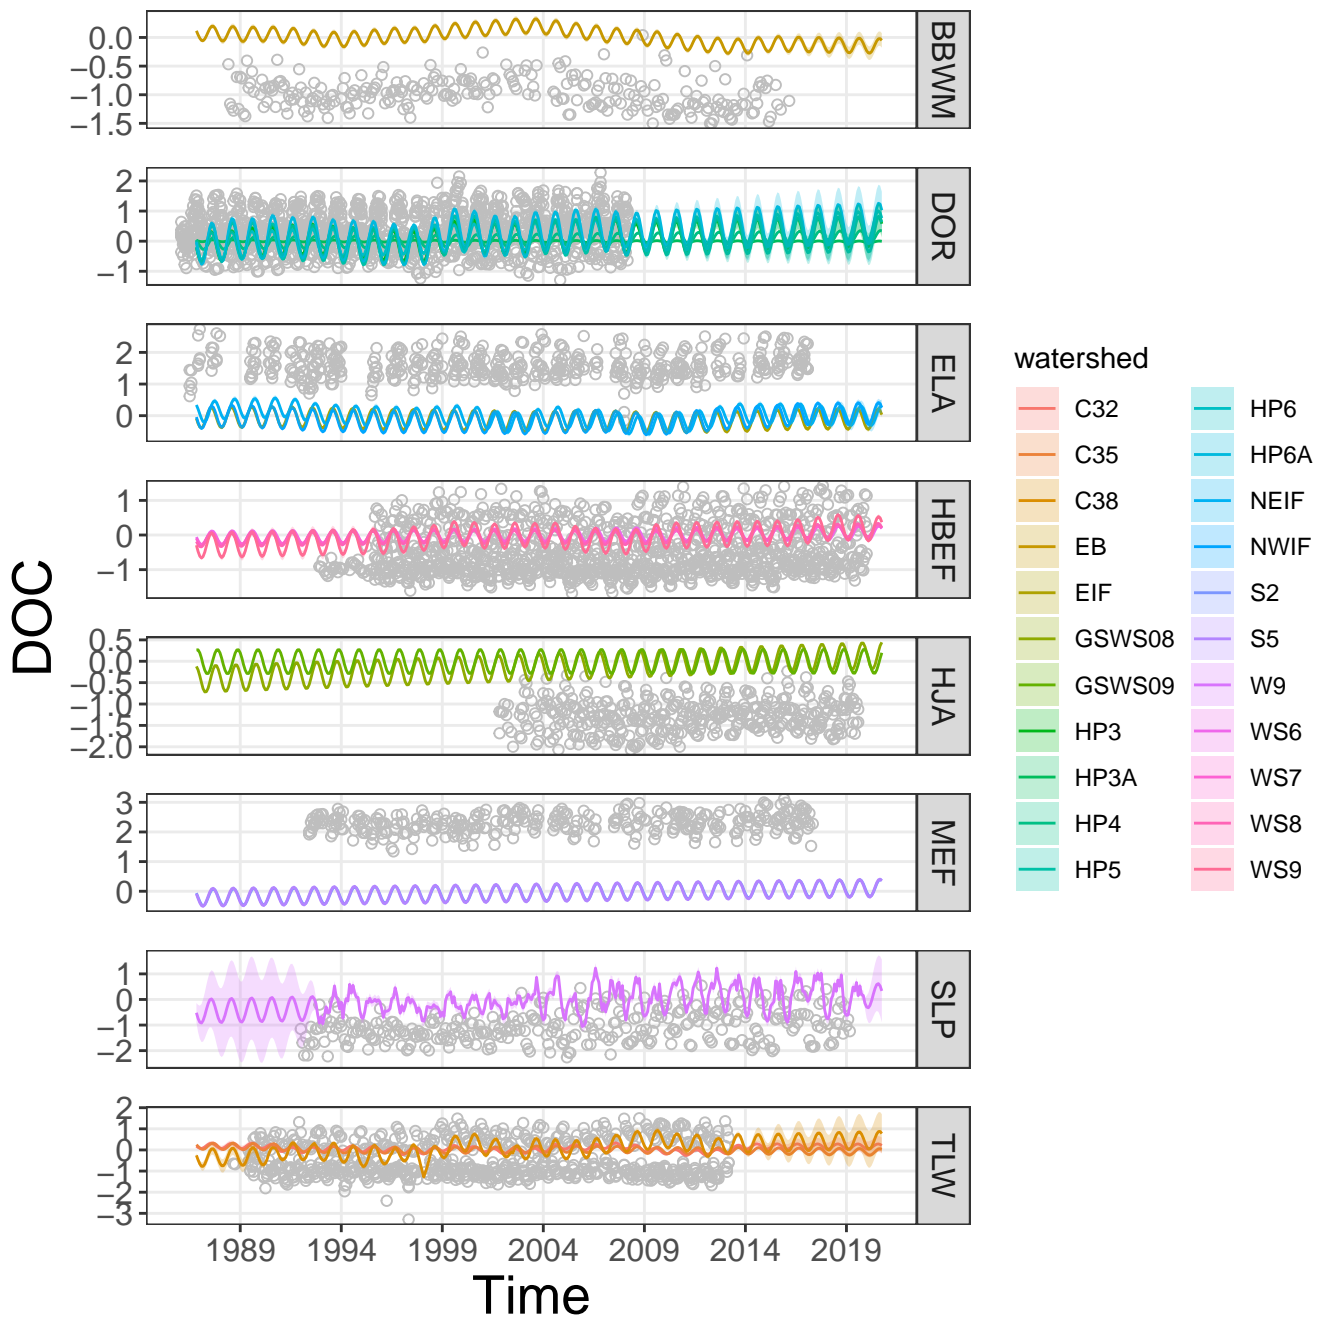 DOC
0.0
−0.5
−1.0
−1.5
BBWM
2
1
0
−1
DOR
2
1
0
ELA
1
0
−1
HBEF
0.5
0.0
−0.5
−1.0
−1.5
−2.0
HJA
3
2
1
0
MEF
1
0
−1
−2
SLP
2
1
0
−1
−2
−3
TLW
1989 1994 1999 2004 2009 2014 2019
Time
watershed
C32
C35
C38
EB
EIF
GSWS08
GSWS09
HP3
HP3A
HP4
HP5
HP6
HP6A
NEIF
NWIF
S2
S5
W9
WS6
WS7
WS8
WS9